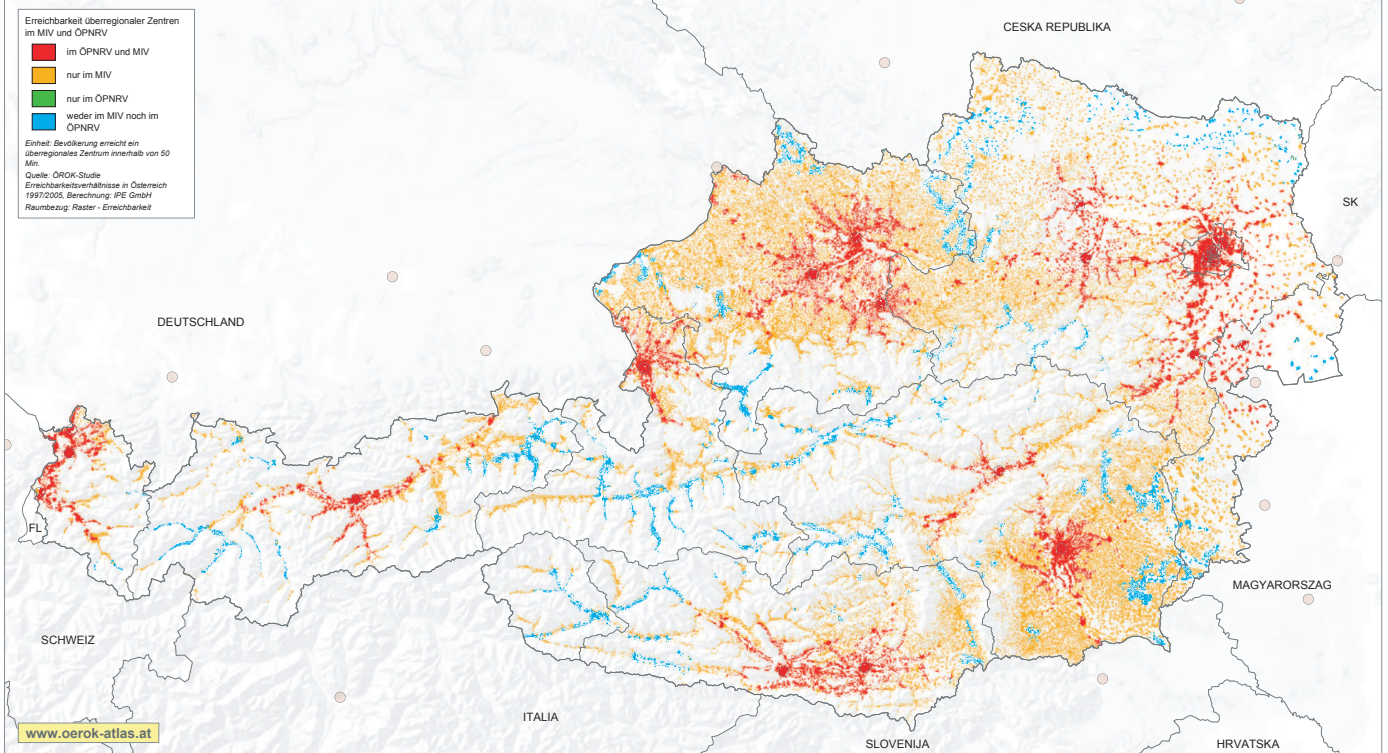 Erreichbarkeit überregionaler Zentren
im MIV und ÖPNRV
im ÖPNRV und MIV
nur im MIV
nur im ÖPNRV
weder im MIV noch im
ÖPNRV
Einheit: Bevölkerung erreicht ein
überregionales Zentrum innerhalb von 50
Min.
Quelle: ÖROK-Studie
Erreichbarkeitsverhältnisse in Österreich
1997/2005, Berechnung: IPE GmbH
Raumbezug: Raster - Erreichbarkeit
CESKA REPUBLIKA
SK
DEUTSCHLAND
FL
MAGYARORSZAG
SCHWEIZ
ITALIA
SLOVENIJA
HRVATSKA
www.oerok-atlas.at